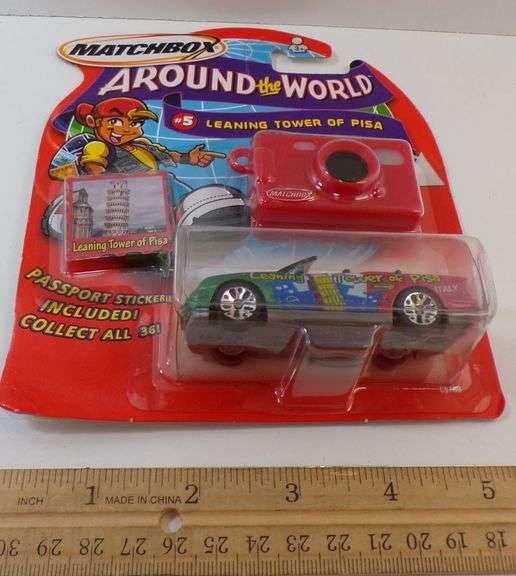 MATCHBOX
3+
AROUND the WORLD
#5 LEANING TOWER OF PISA
MATCHBOX
Leaning Tower of Pisa
Leaning Tower of Pisa
ITALY
PASSPORT STICKER
INCLUDED!
COLLECT ALL 36!
INCH 1 MADE IN CHINA 2 3 4 5
30 29 28 27 26 25 24 23 22 21 20 19 18